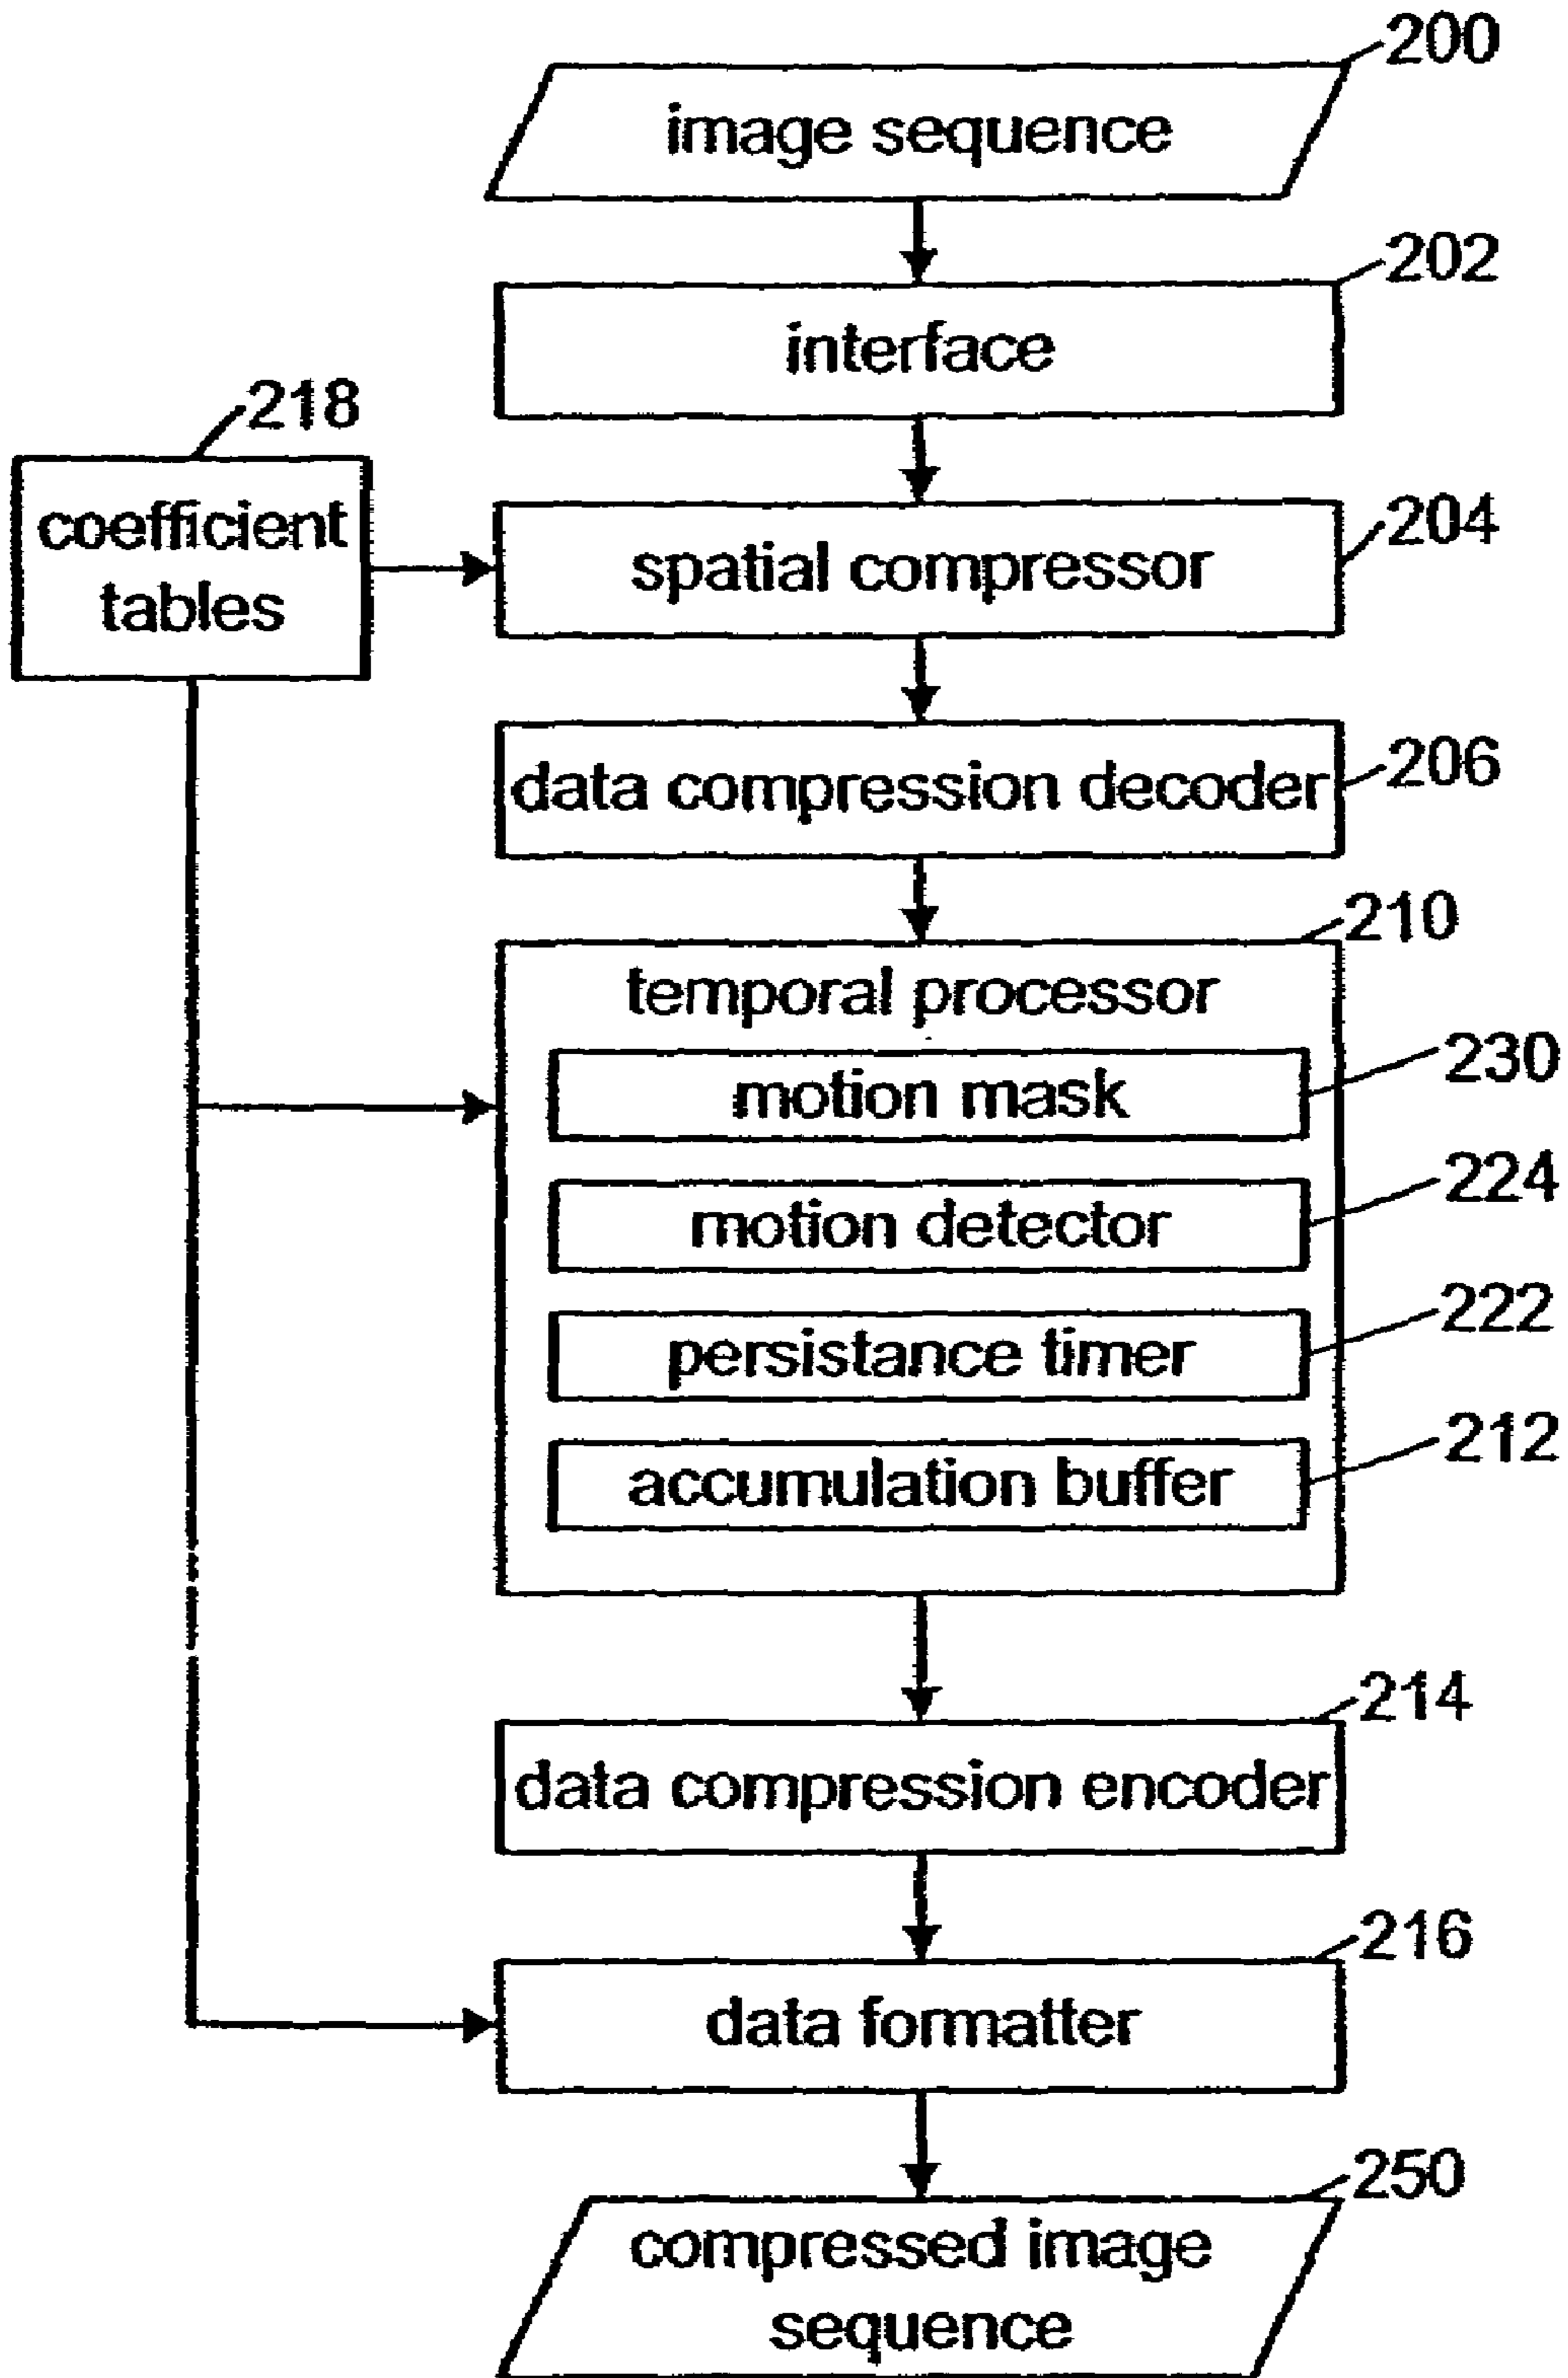 200
image sequence
202
interface
218
coefficient
tables
204
spatial compressor
206
data compression decoder
210
temporal processor
230
motion mask
224
motion detector
222
persistance timer
212
accumulation buffer
214
data compression encoder
216
data formatter
250
compressed image
sequence